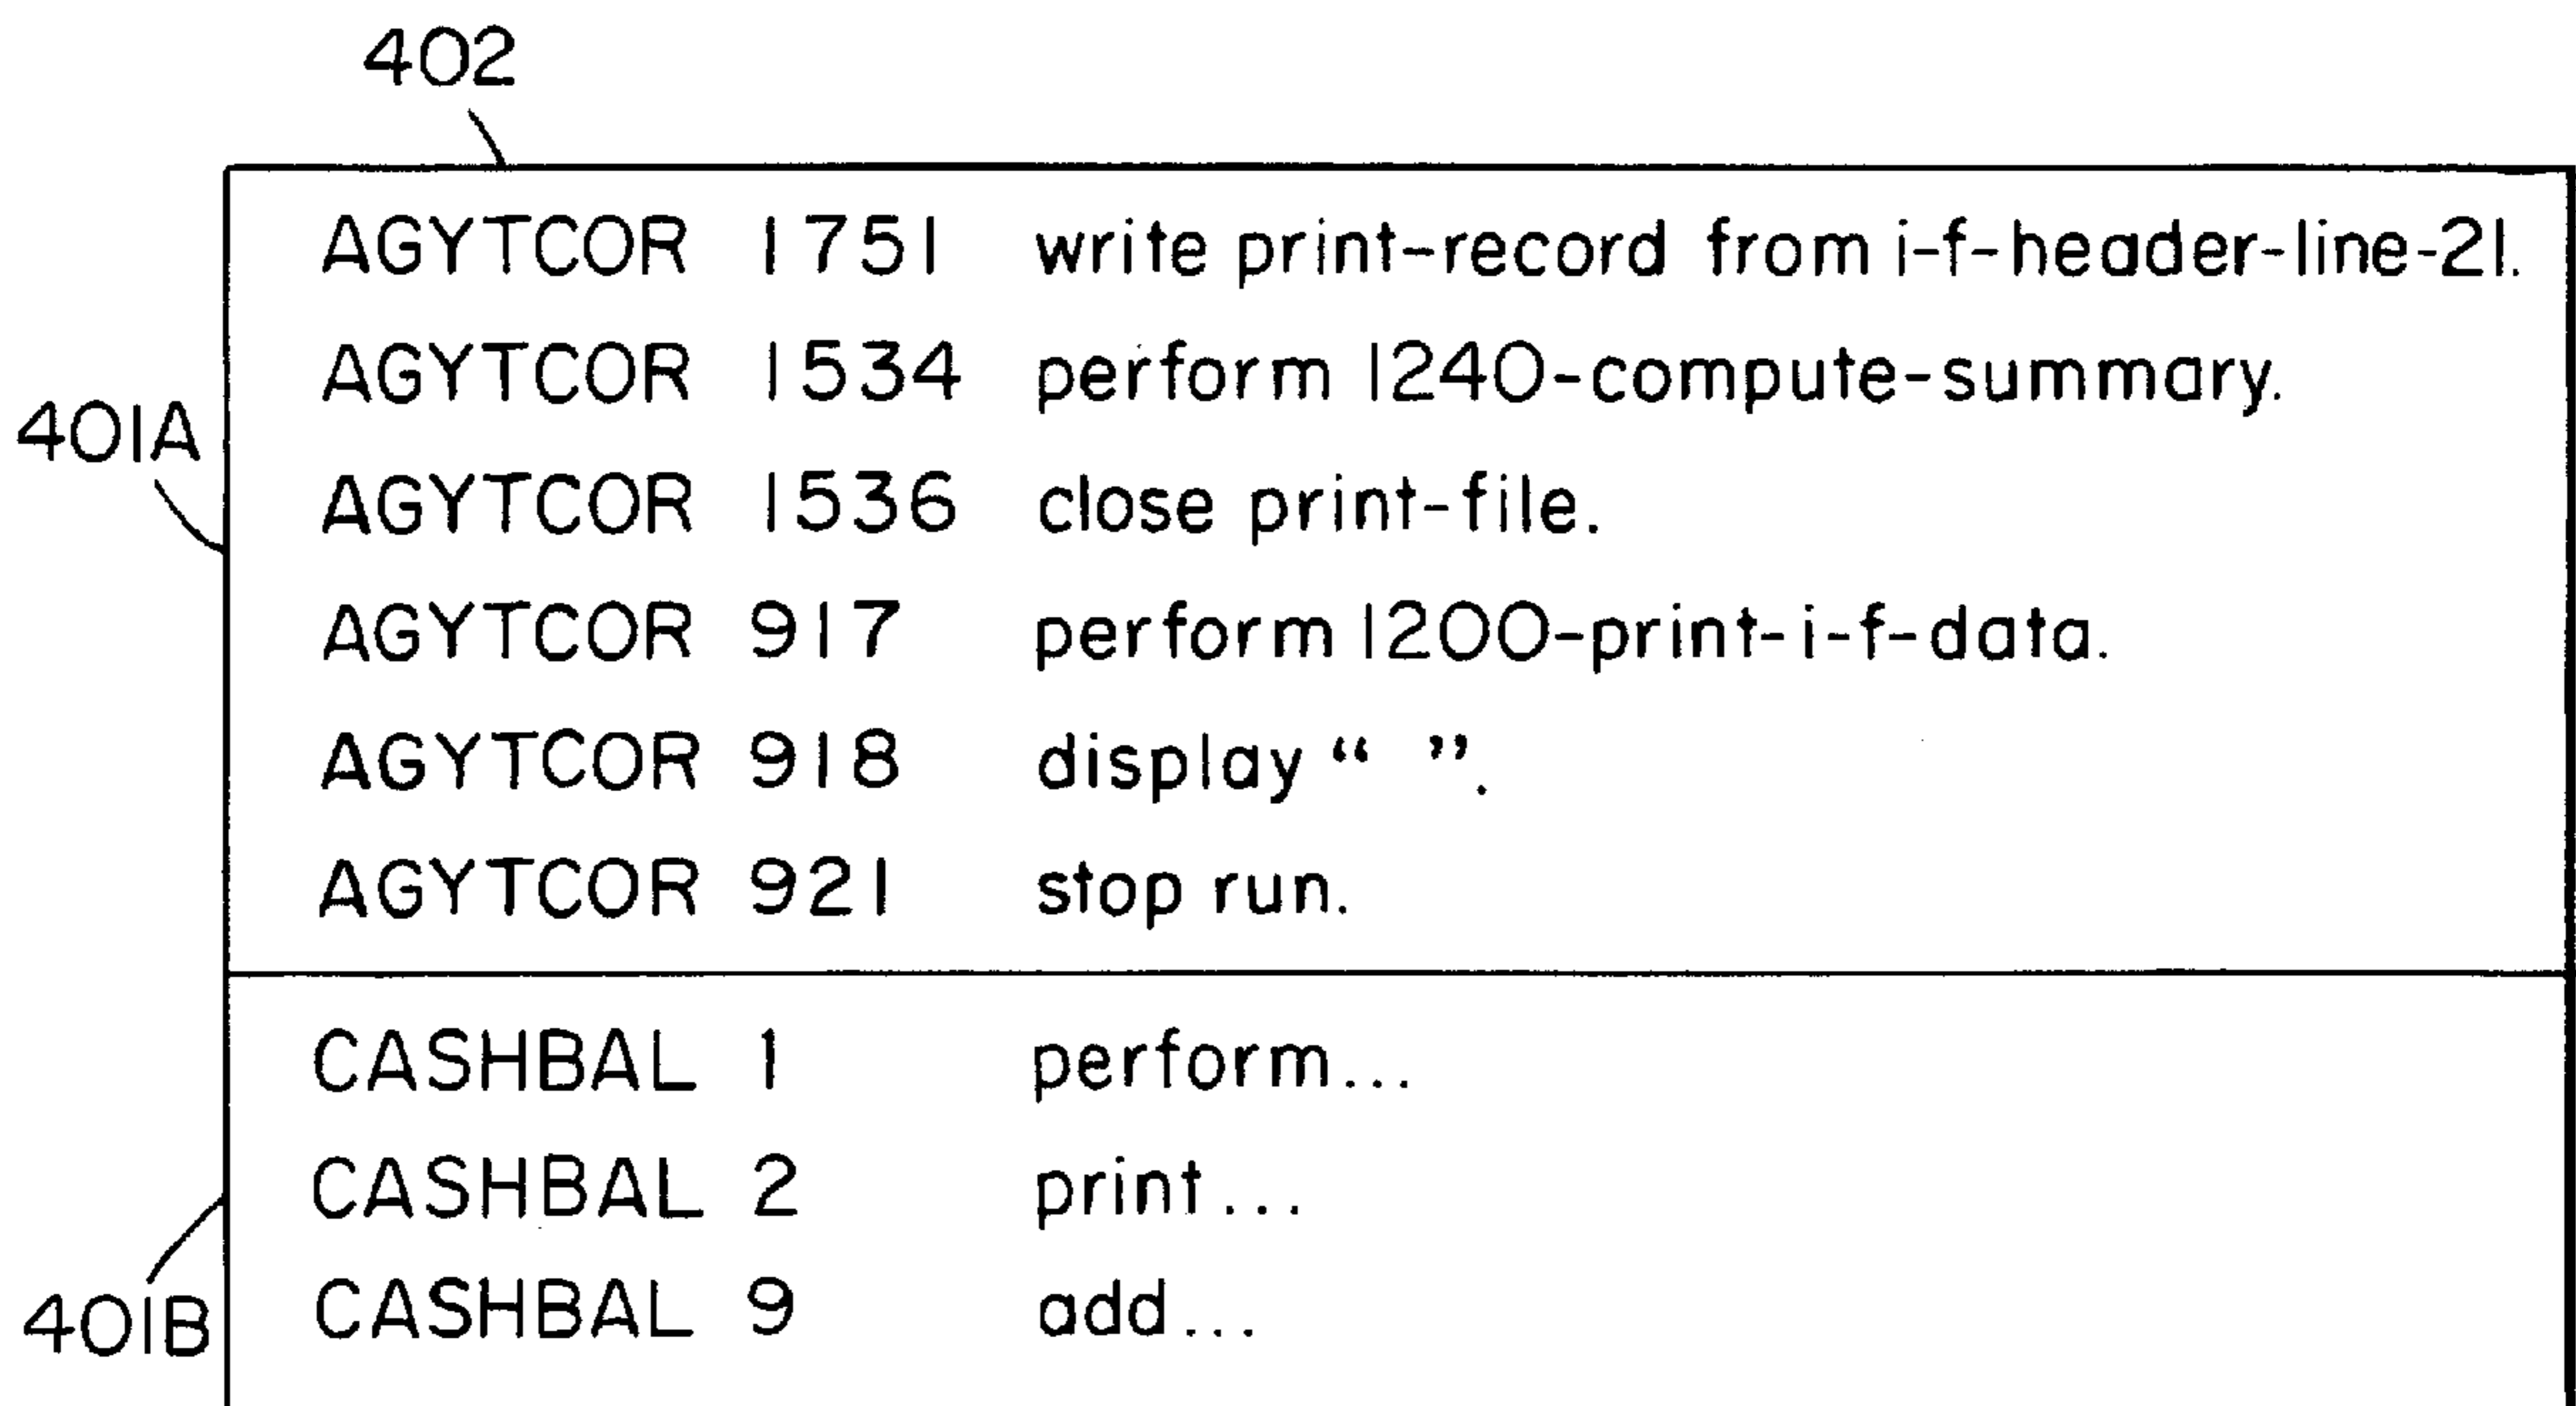 402
AGYTCOR 1751 write print-record from i-f-header-line-21.
AGYTCOR 1534 perform 1240-compute-summary.
401A
AGYTCOR 1536 close print-file.
AGYTCOR 917 perform 1200-print-i-f-data.
AGYTCOR 918 display “ ”.
AGYTCOR 921 stop run.
CASHBAL 1 perform...
CASHBAL 2 print...
CASHBAL 9 add...
401B